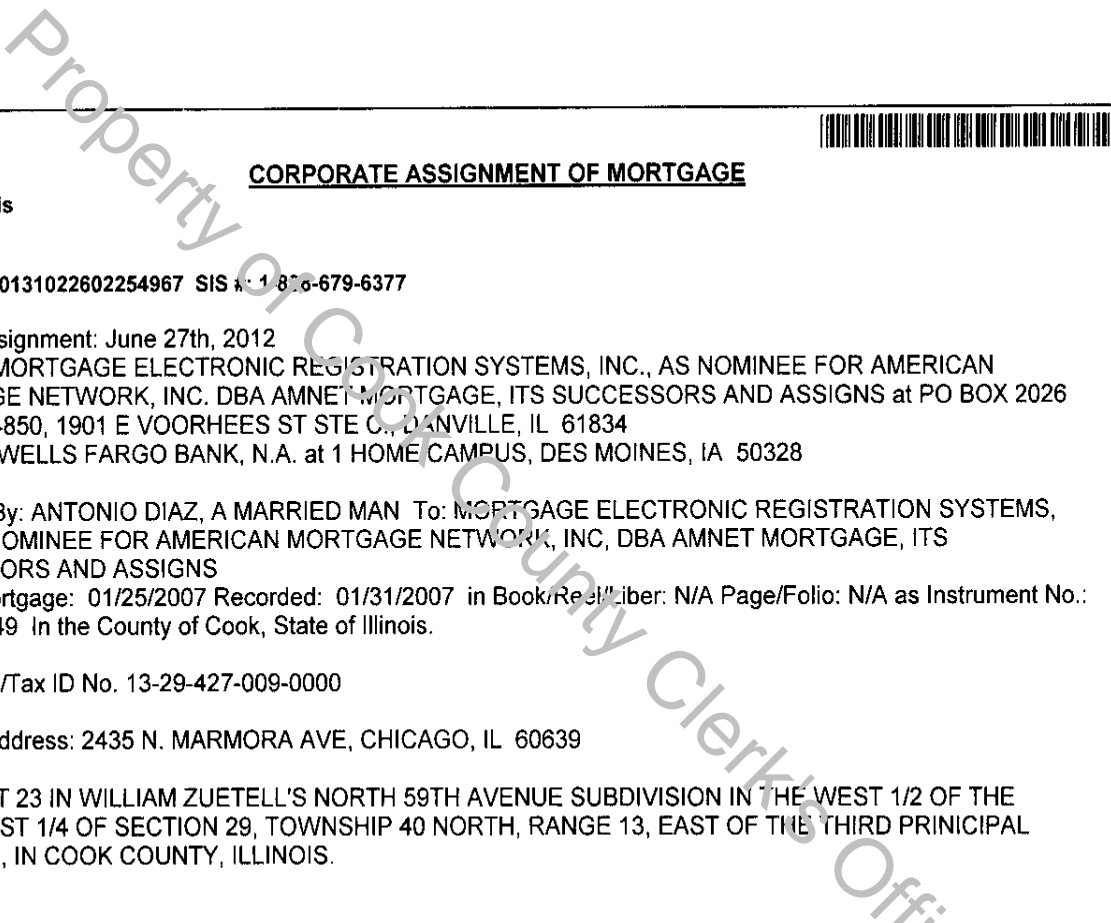 Property of Cook County Clerk's Offi
CORPORATE ASSIGNMENT OF MORTGAGE
is
0131022602254967 SIS #: 1-888-679-6377
signment: June 27th, 2012
MORTGAGE ELECTRONIC REGISTRATION SYSTEMS, INC., AS NOMINEE FOR AMERICAN
GE NETWORK, INC. DBA AMNET MORTGAGE, ITS SUCCESSORS AND ASSIGNS at PO BOX 2026
-850, 1901 E VOORHEES ST STE C., DANVILLE, IL 61834
WELLS FARGO BANK, N.A. at 1 HOME CAMPUS, DES MOINES, IA 50328
By: ANTONIO DIAZ, A MARRIED MAN To: MORTGAGE ELECTRONIC REGISTRATION SYSTEMS,
OMINEE FOR AMERICAN MORTGAGE NETWORK, INC, DBA AMNET MORTGAGE, ITS
ORS AND ASSIGNS
rtgage: 01/25/2007 Recorded: 01/31/2007 in Book/Reel/Liber: N/A Page/Folio: N/A as Instrument No.:
49 In the County of Cook, State of Illinois.
/Tax ID No. 13-29-427-009-0000
ddress: 2435 N. MARMORA AVE, CHICAGO, IL 60639
T 23 IN WILLIAM ZUETELL'S NORTH 59TH AVENUE SUBDIVISION IN THE WEST 1/2 OF THE
ST 1/4 OF SECTION 29, TOWNSHIP 40 NORTH, RANGE 13, EAST OF THE THIRD PRINICIPAL
, IN COOK COUNTY, ILLINOIS.